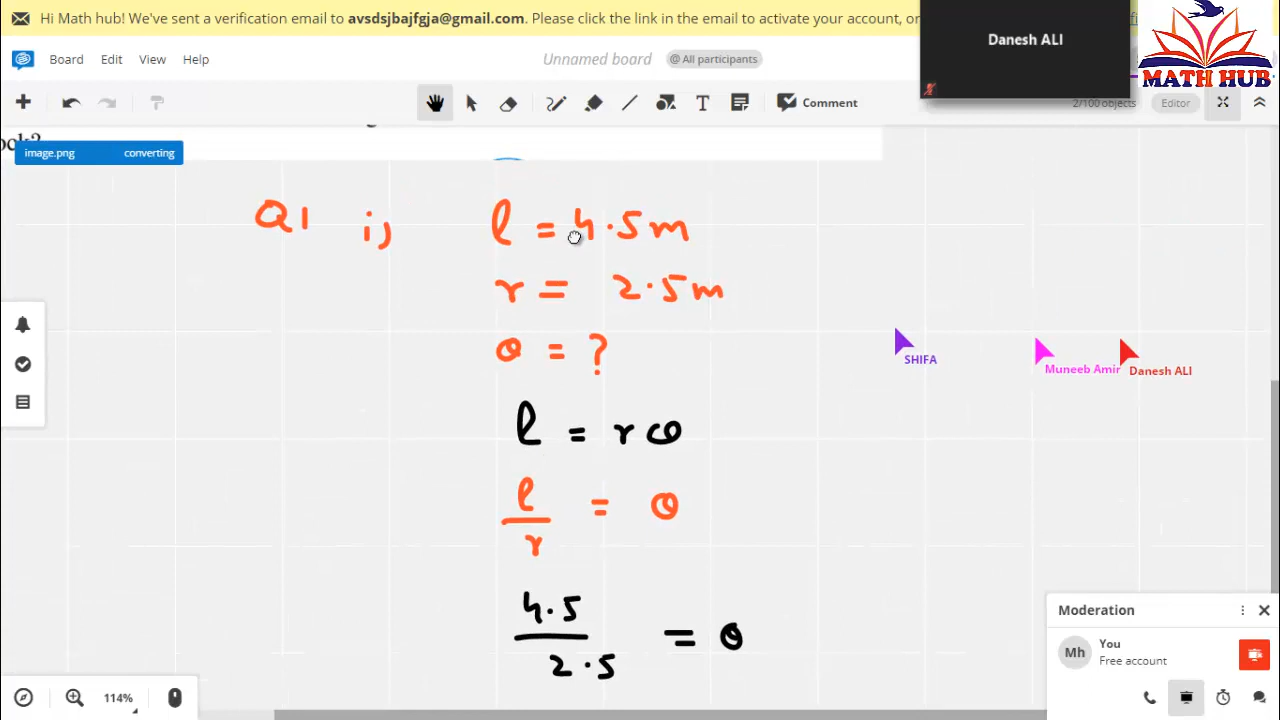 Hi Math hub! We've sent a verification email to avsdsjbajfgja@gmail.com. Please click the link in the email to activate your account, or
Danesh ALI
MATH HUB
Board Edit View Help
Unnamed board @ All participants
T Comment
2/100 objects Editor
image.png converting
Q1 i) l = 4.5m
r = 2.5m
θ = ?
SHIFA
Muneeb Amir
Danesh ALI
l = rθ
l/r = θ
4.5/2.5 = θ
Moderation
Mh You
Free account
114%